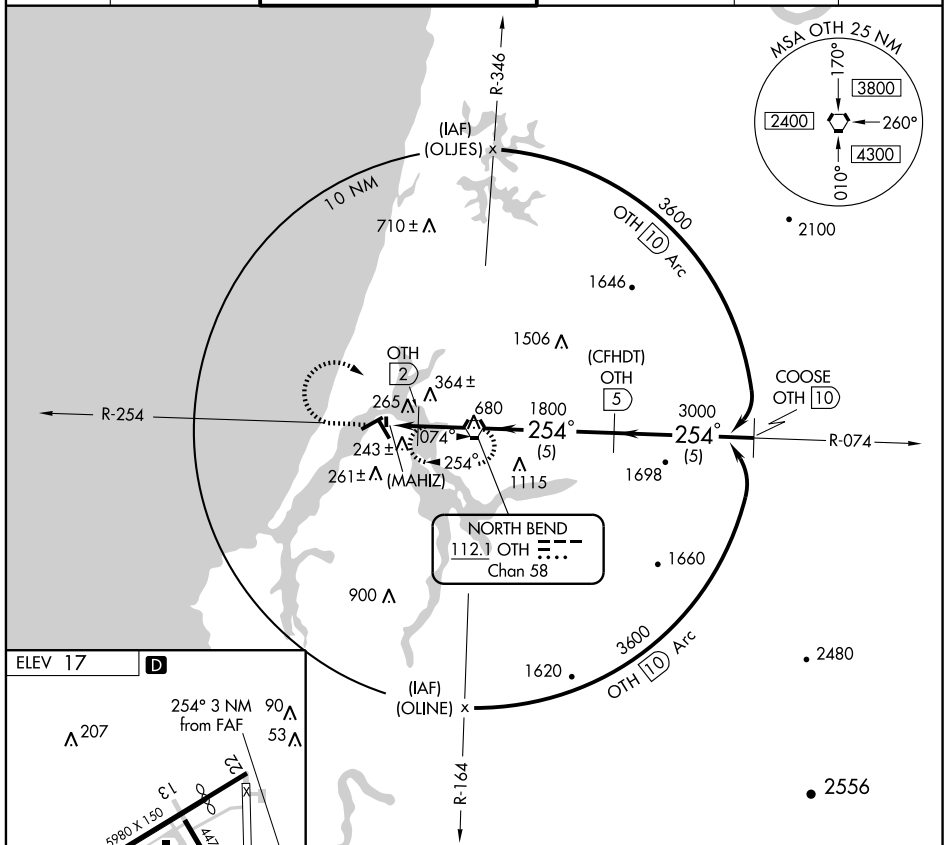 MSA OTH 25 NM
170°
3800
2400
260°
4300
010°
R-346
(IAF)
(OLJES) x
10 NM
3600
OTH 10 Arc
710 ±
2100
1646
1506
OTH
2
364 ±
265
(CFHDT)
OTH
5
COOSE
OTH 10
R-254
680
1800
3000
074°
254°
254°
R-074
243 ±
254°
(5)
(5)
261 ±
(MAHIZ)
1115
1698
NORTH BEND
112.1 OTH
Chan 58
1660
900
3600
OTH 10 Arc
1620
2480
(IAF)
(OLINE) x
R-164
2556
ELEV 17 D
254° 3 NM
from FAF
90
53
207
22
13
X
5980 X 150
447